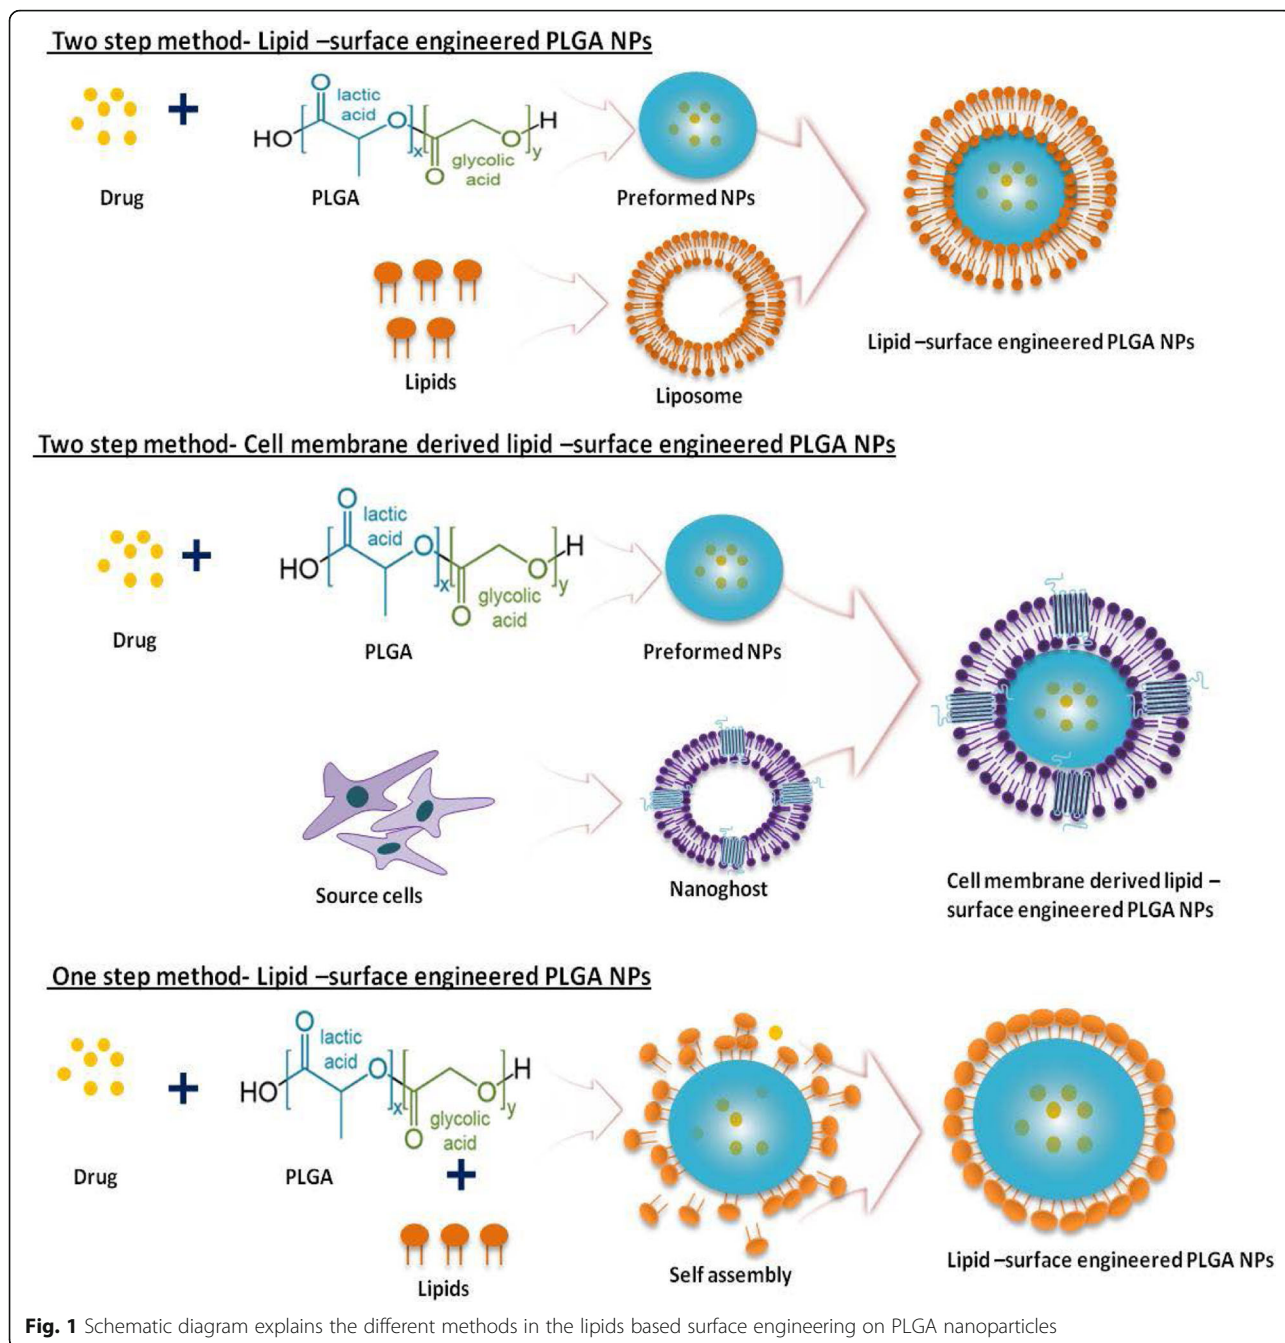 Two step method- Lipid –surface engineered PLGA NPs
+
O
lactic
acid
HO
O
x
O
glycolic
acid
O
H
y
Drug
PLGA
Preformed NPs
Lipids
Liposome
Lipid –surface engineered PLGA NPs
Two step method- Cell membrane derived lipid –surface engineered PLGA NPs
+
O
lactic
acid
HO
O
x
O
glycolic
acid
O
H
y
Drug
PLGA
Preformed NPs
Source cells
Nanoghost
Cell membrane derived lipid –
surface engineered PLGA NPs
One step method- Lipid –surface engineered PLGA NPs
+
O
lactic
acid
HO
O
x
O
glycolic
acid
O
H
y
Drug
PLGA
+
Lipids
Self assembly
Lipid –surface engineered PLGA NPs
Fig. 1 Schematic diagram explains the different methods in the lipids based surface engineering on PLGA nanoparticles